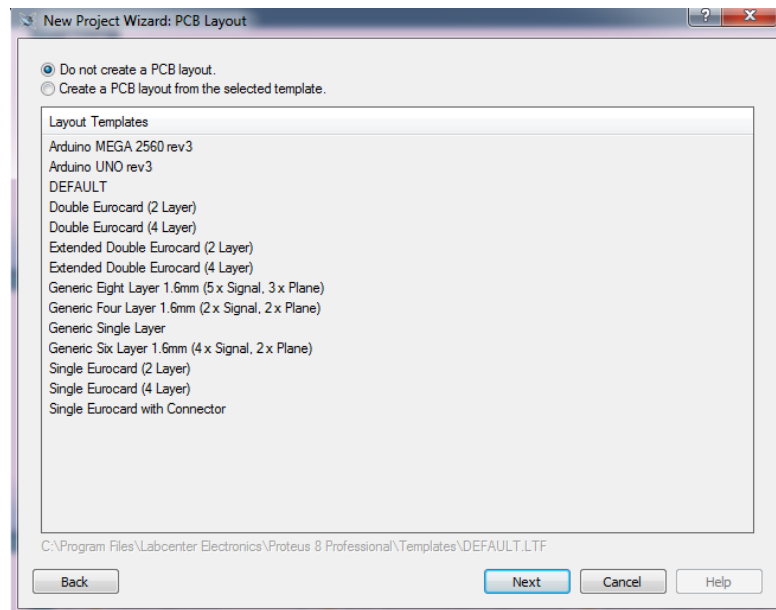 New Project Wizard: PCB Layout
Do not create a PCB layout.
Create a PCB layout from the selected template.
Layout Templates
Arduino MEGA 2560 rev3
Arduino UNO rev3
DEFAULT
Double Eurocard (2 Layer)
Double Eurocard (4 Layer)
Extended Double Eurocard (2 Layer)
Extended Double Eurocard (4 Layer)
Generic Eight Layer 1.6mm (5 x Signal, 3 x Plane)
Generic Four Layer 1.6mm (2 x Signal, 2 x Plane)
Generic Single Layer
Generic Six Layer 1.6mm (4 x Signal, 2 x Plane)
Single Eurocard (2 Layer)
Single Eurocard (4 Layer)
Single Eurocard with Connector
C:\Program Files\Labcenter Electronics\Proteus 8 Professional\Templates\DEFAULT.LTF
Back Next Cancel Help